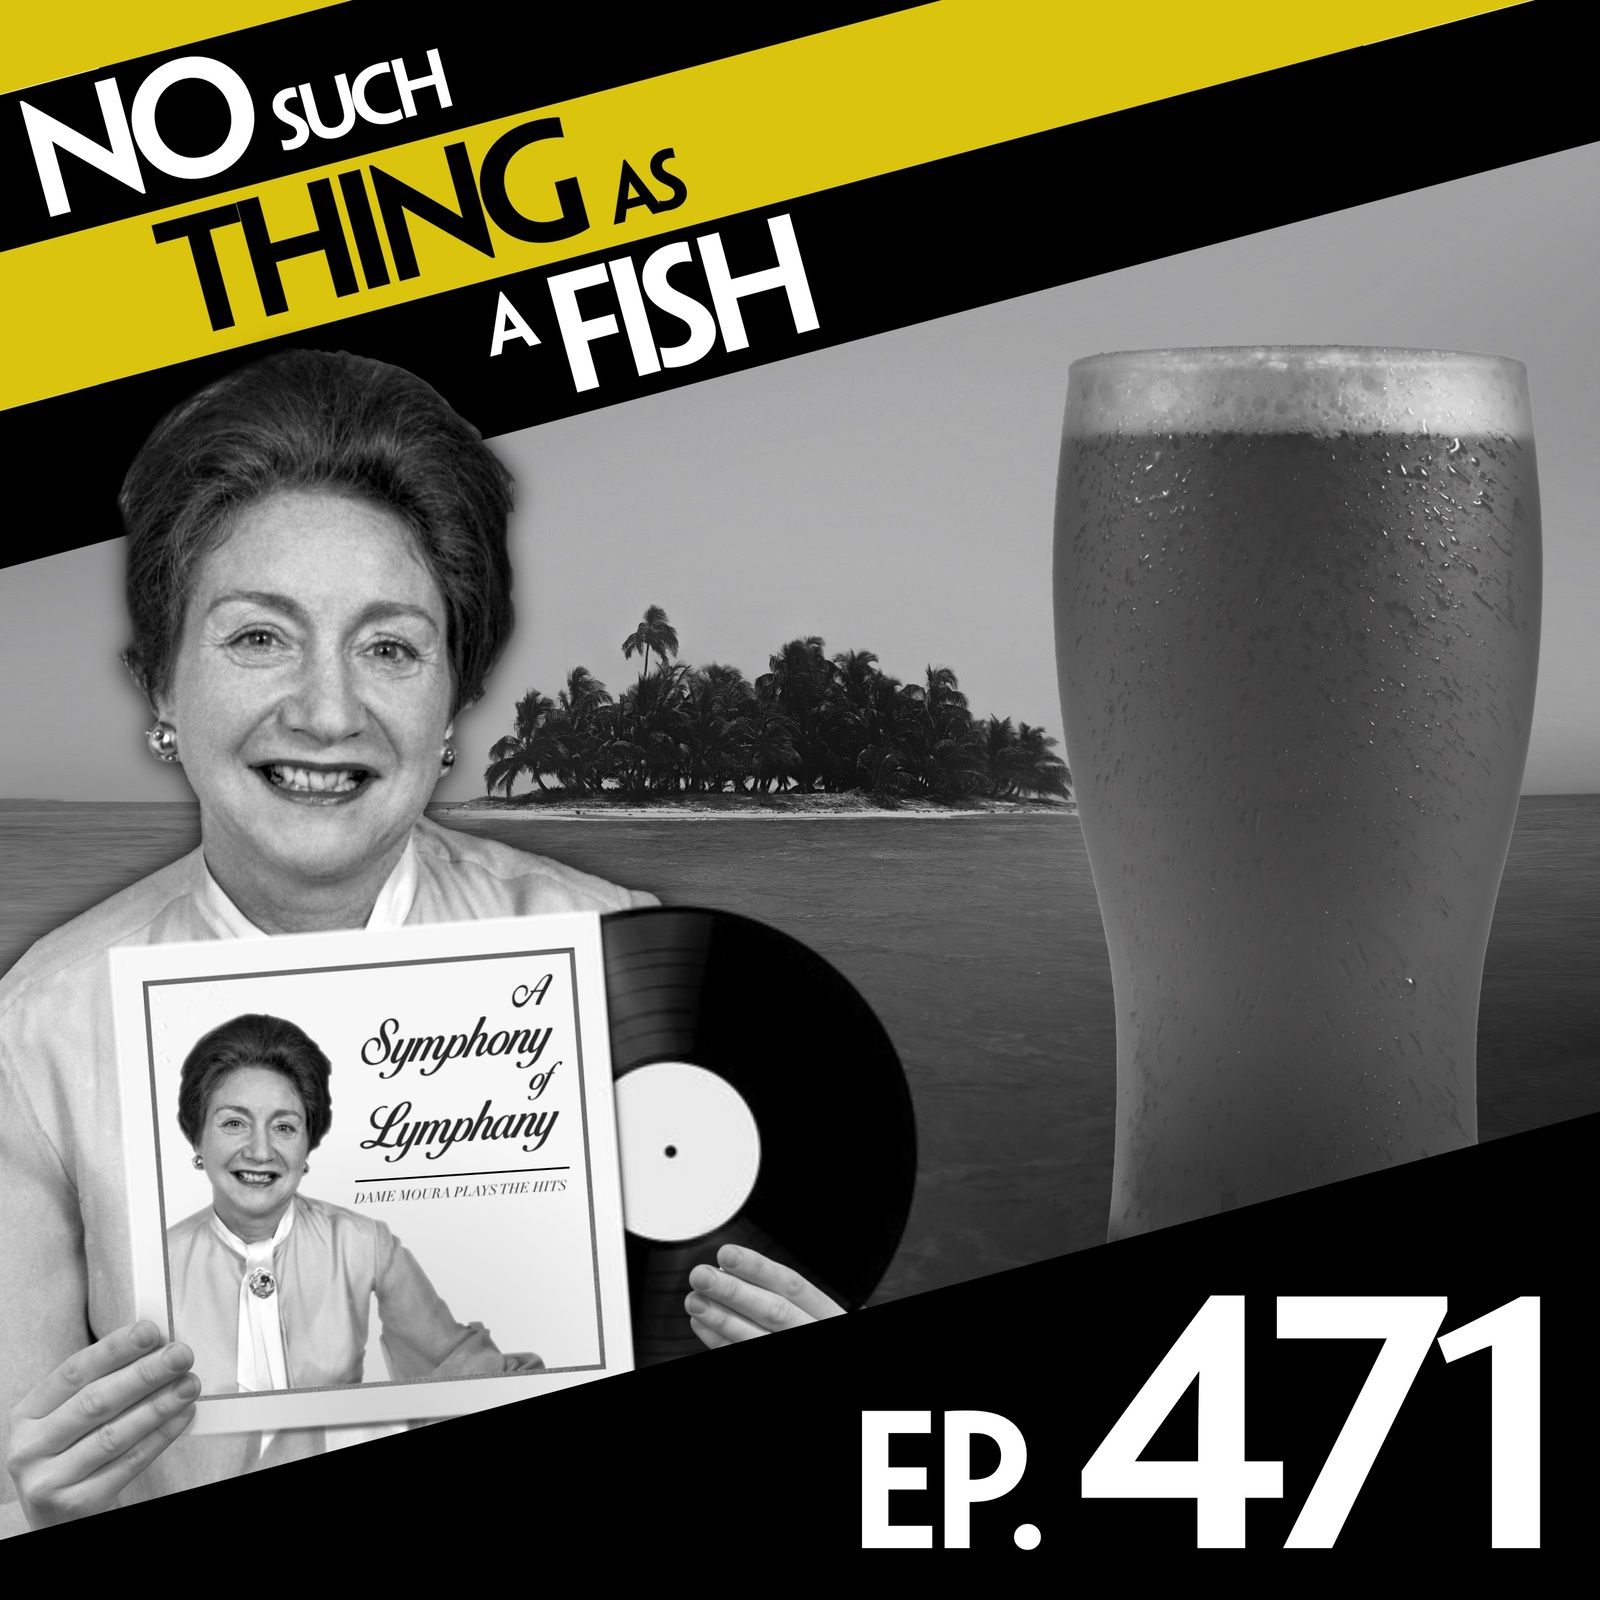 NO SUCH
THING AS
A FISH
A
Symphony
of
Lymphany
DAME MOURA PLAYS THE HITS
EP. 471